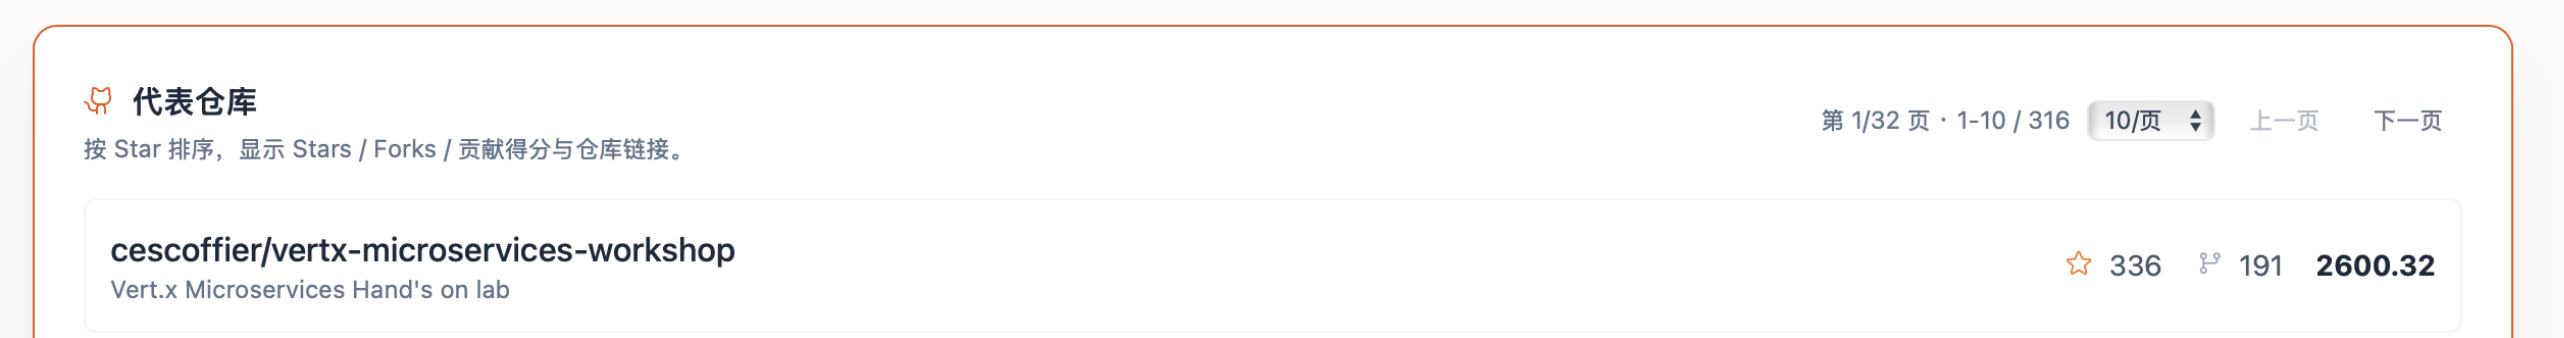 代表仓库
按 Star 排序，显示 Stars / Forks / 贡献得分与仓库链接。
第 1/32 页 · 1-10 / 316 10/页 上一页 下一页
cescoffier/vertx-microservices-workshop
Vert.x Microservices Hand's on lab
336 191 2600.32